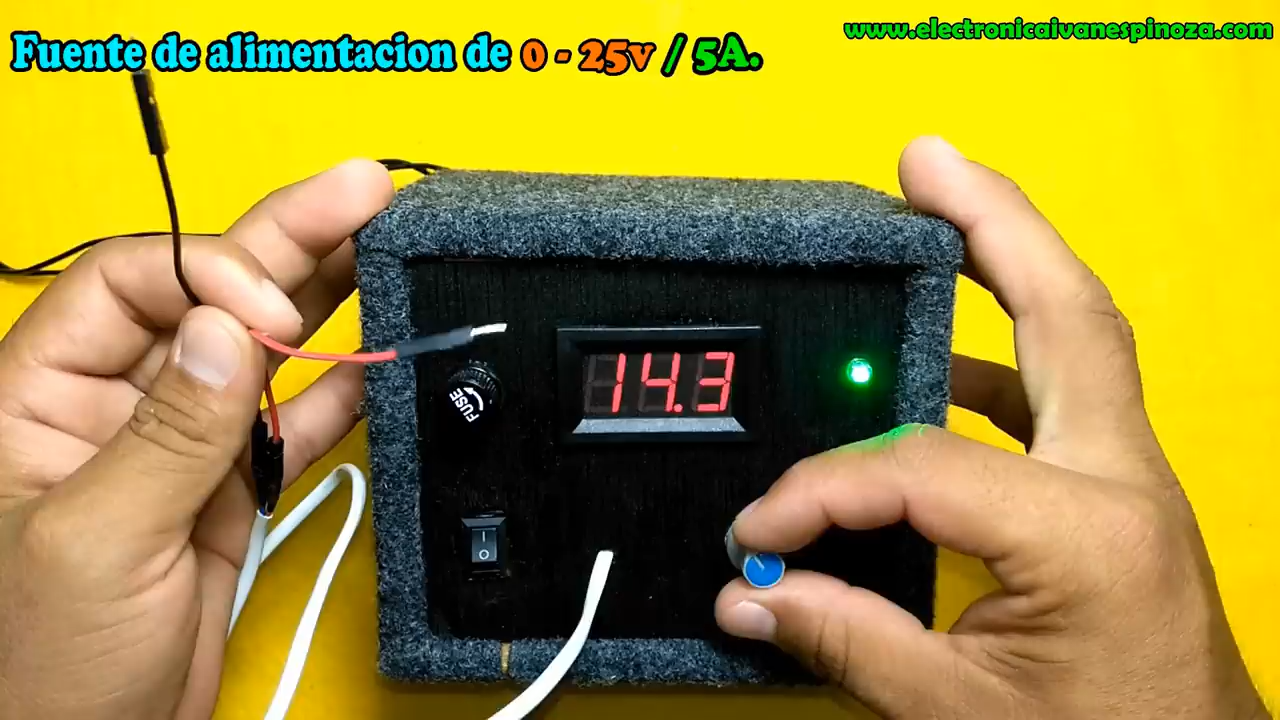 www.electronicaivanespinoza.com
Fuente de alimentacion de 0 - 25v / 5A.
14.3
FUSE
I
O